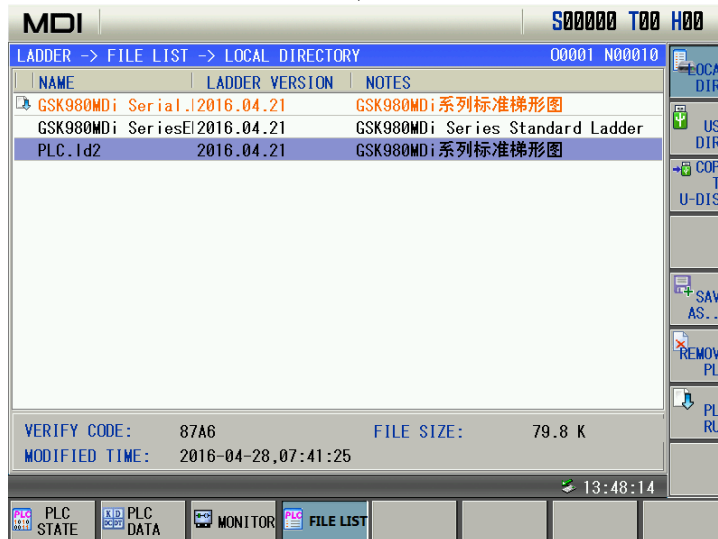 MDI S00000 T00 H00
LADDER -> FILE LIST -> LOCAL DIRECTORY O0001 N00010
NAME LADDER VERSION NOTES
GSK980MDi Serial.l 2016.04.21 GSK980MDi系列标准梯形图
GSK980MDi SeriesE 2016.04.21 GSK980MDi Series Standard Ladder
PLC.ld2 2016.04.21 GSK980MDi系列标准梯形图
VERIFY CODE: 87A6 FILE SIZE: 79.8 K
MODIFIED TIME: 2016-04-28,07:41:25
13:48:14
LOCA
DIR
US
DIR
COP
T
U-DIS
SAV
AS..
REMOV
PL
PL
RU
PLC
STATE
PLC
DATA
MONITOR
FILE LIST